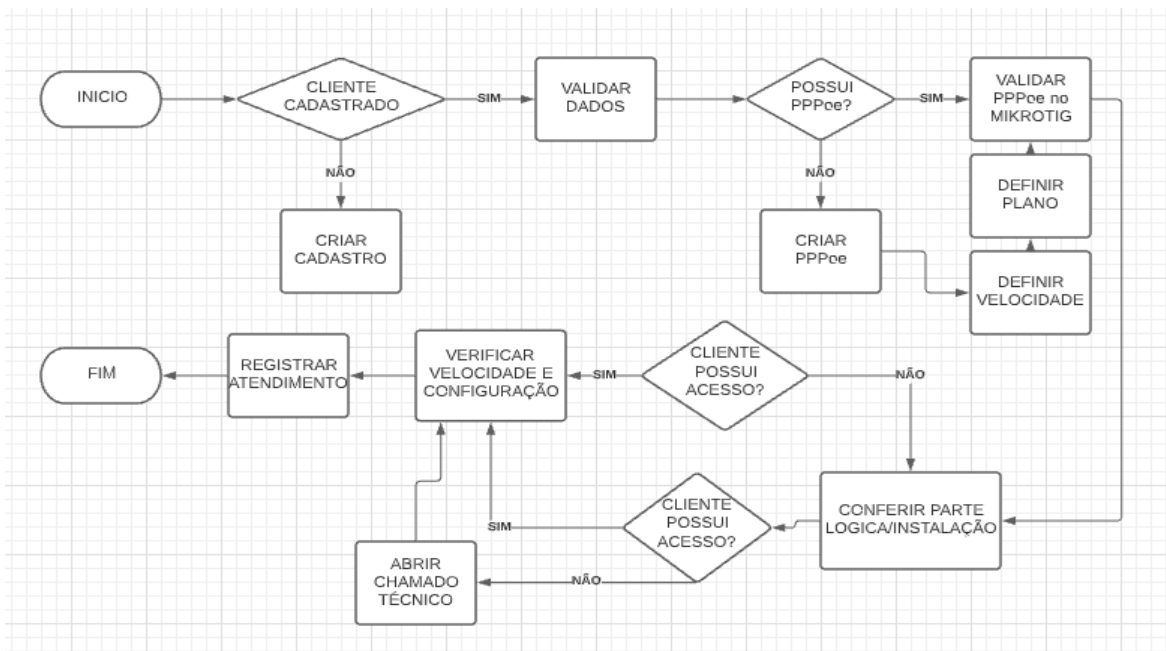 INICIO
CLIENTE
CADASTRADO
SIM
VALIDAR
DADOS
POSSUI
PPPoe?
SIM
VALIDAR
PPPoe no
MIKROTIG
NÃO
NÃO
DEFINIR
PLANO
CRIAR
CADASTRO
CRIAR
PPPoe
DEFINIR
VELOCIDADE
FIM
REGISTRAR
ATENDIMENTO
VERIFICAR
VELOCIDADE E
CONFIGURAÇÃO
SIM
CLIENTE
POSSUI
ACESSO?
NÃO
CLIENTE
POSSUI
ACESSO?
CONFERIR PARTE
LOGICA/INSTALAÇÃO
SIM
NÃO
ABRIR
CHAMADO
TÉCNICO